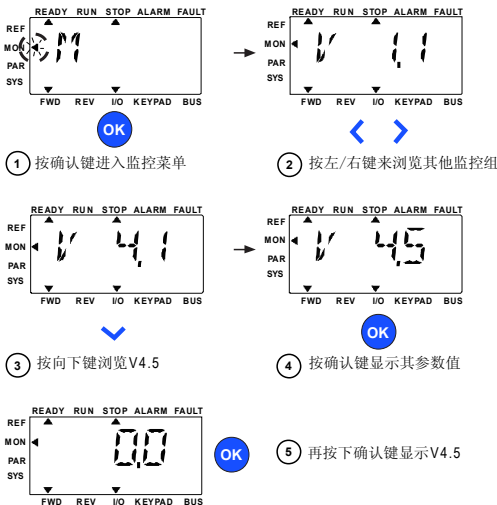 READY RUN STOP ALARM FAULT
REF
MON
PAR
SYS
M
FWD REV I/O KEYPAD BUS
OK
1 按确认键进入监控菜单
READY RUN STOP ALARM FAULT
REF
MON
PAR
SYS
V 1.1
FWD REV I/O KEYPAD BUS
2 按左/右键来浏览其他监控组
READY RUN STOP ALARM FAULT
REF
MON
PAR
SYS
V 4.1
FWD REV I/O KEYPAD BUS
3 按向下键浏览V4.5
READY RUN STOP ALARM FAULT
REF
MON
PAR
SYS
V 4.5
FWD REV I/O KEYPAD BUS
OK
4 按确认键显示其参数值
READY RUN STOP ALARM FAULT
REF
MON
PAR
SYS
0.0
FWD REV I/O KEYPAD BUS
OK
5 再按下确认键显示V4.5